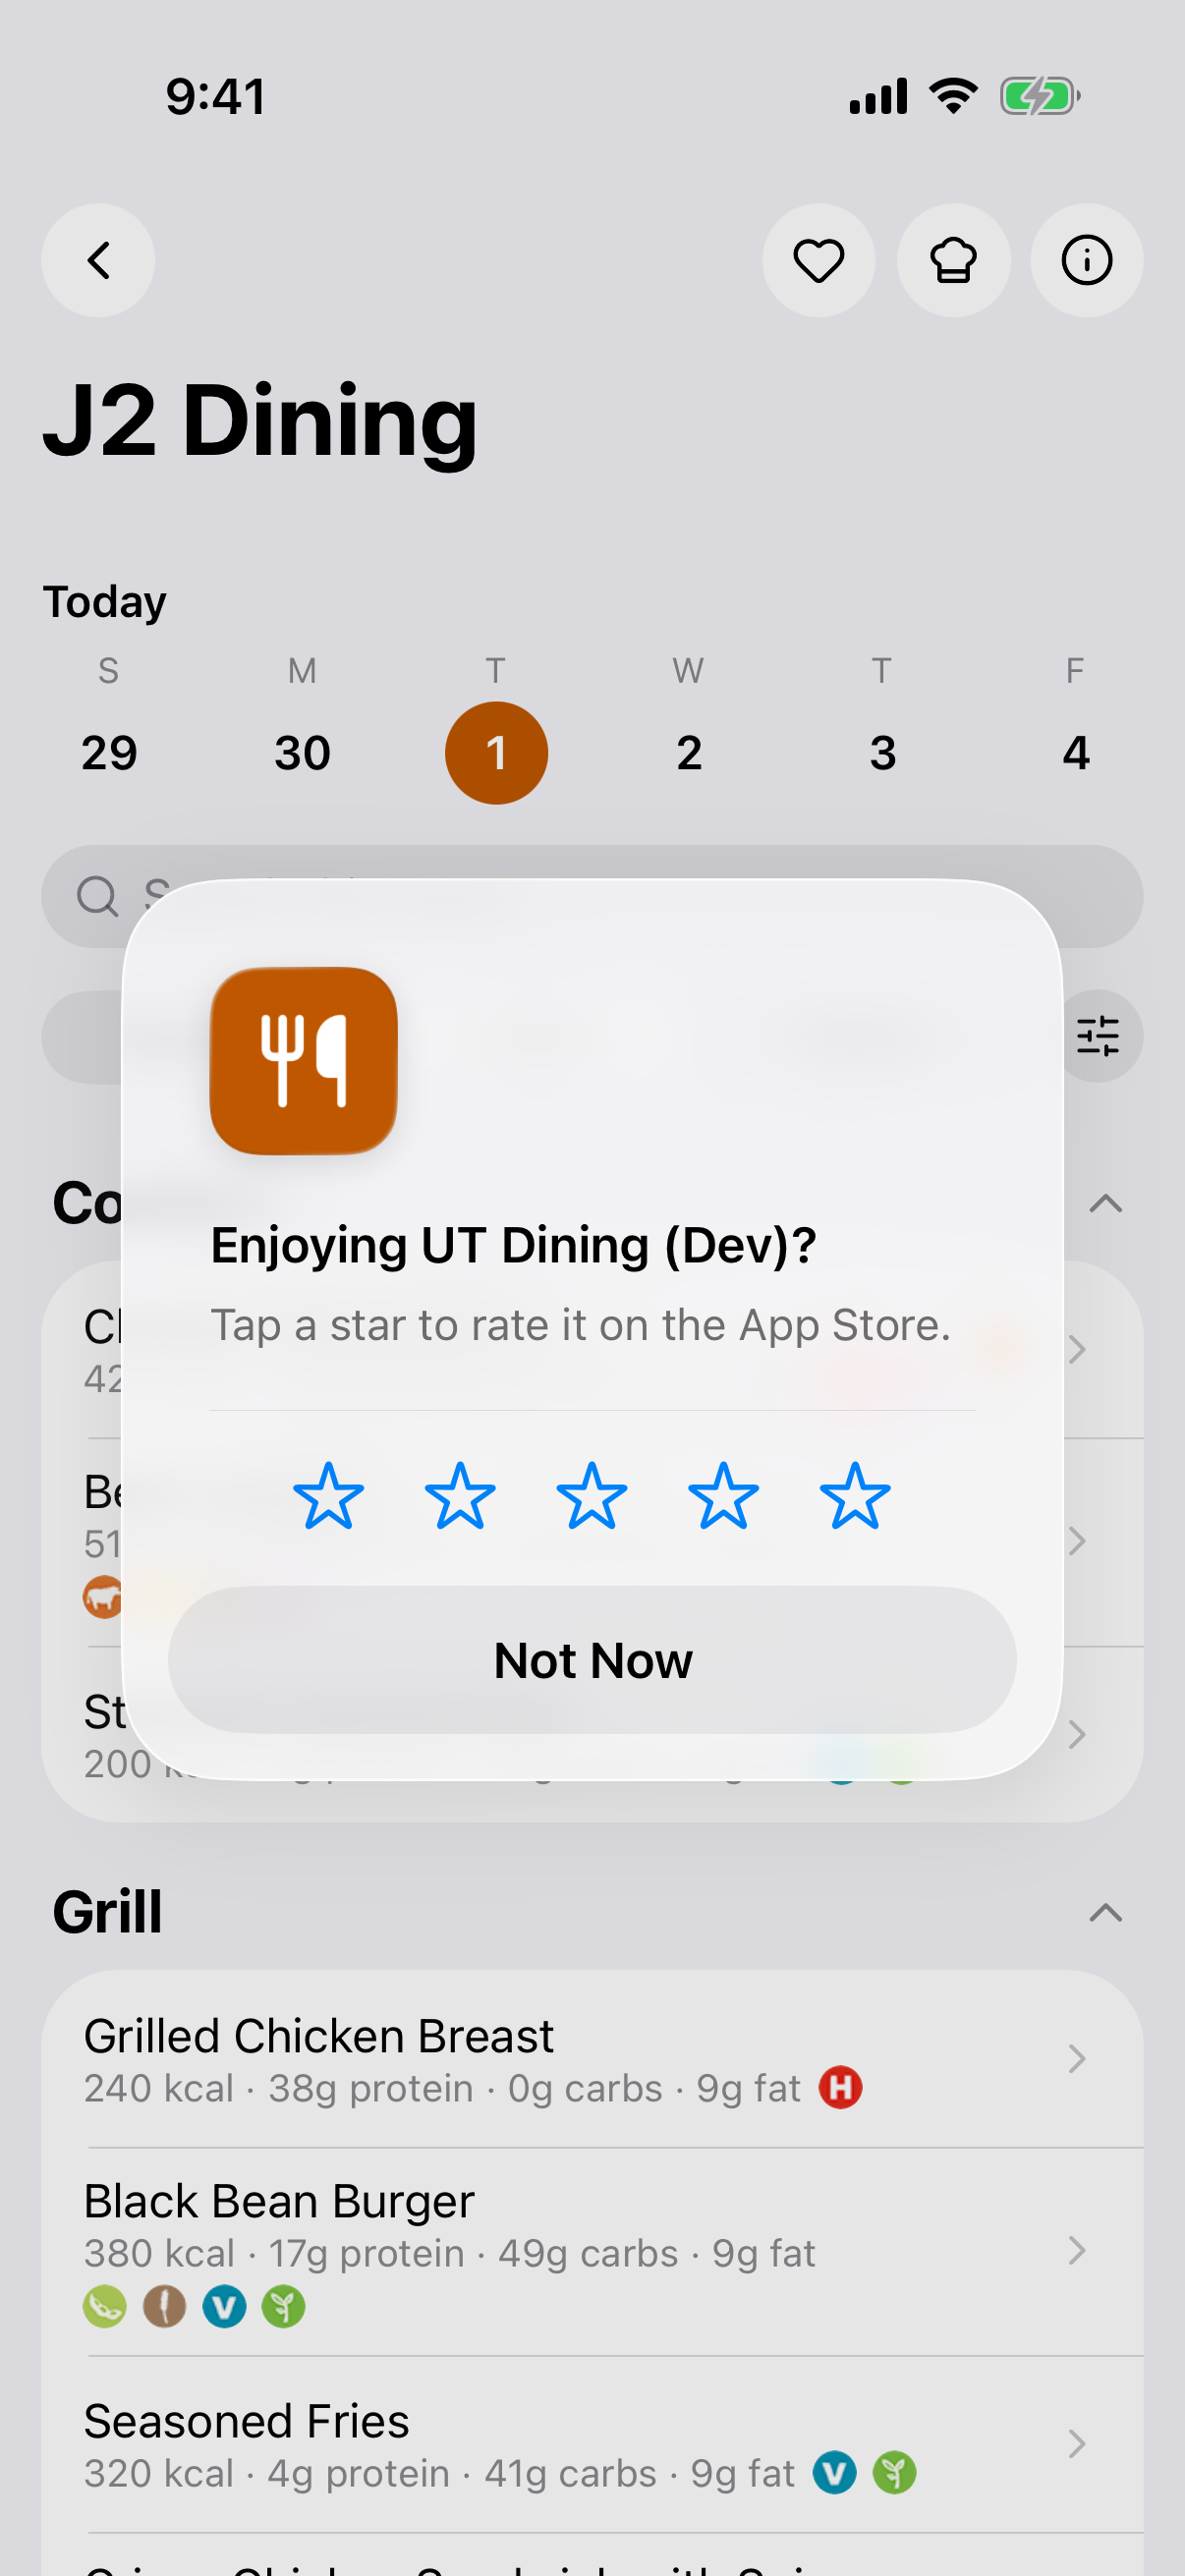 9:41
J2 Dining
Today
S M T W T F
29 30 1 2 3 4
Enjoying UT Dining (Dev)?
Tap a star to rate it on the App Store.
Not Now
200
Grill
Grilled Chicken Breast
240 kcal · 38g protein · 0g carbs · 9g fat H
Black Bean Burger
380 kcal · 17g protein · 49g carbs · 9g fat
V
Seasoned Fries
320 kcal · 4g protein · 41g carbs · 9g fat V